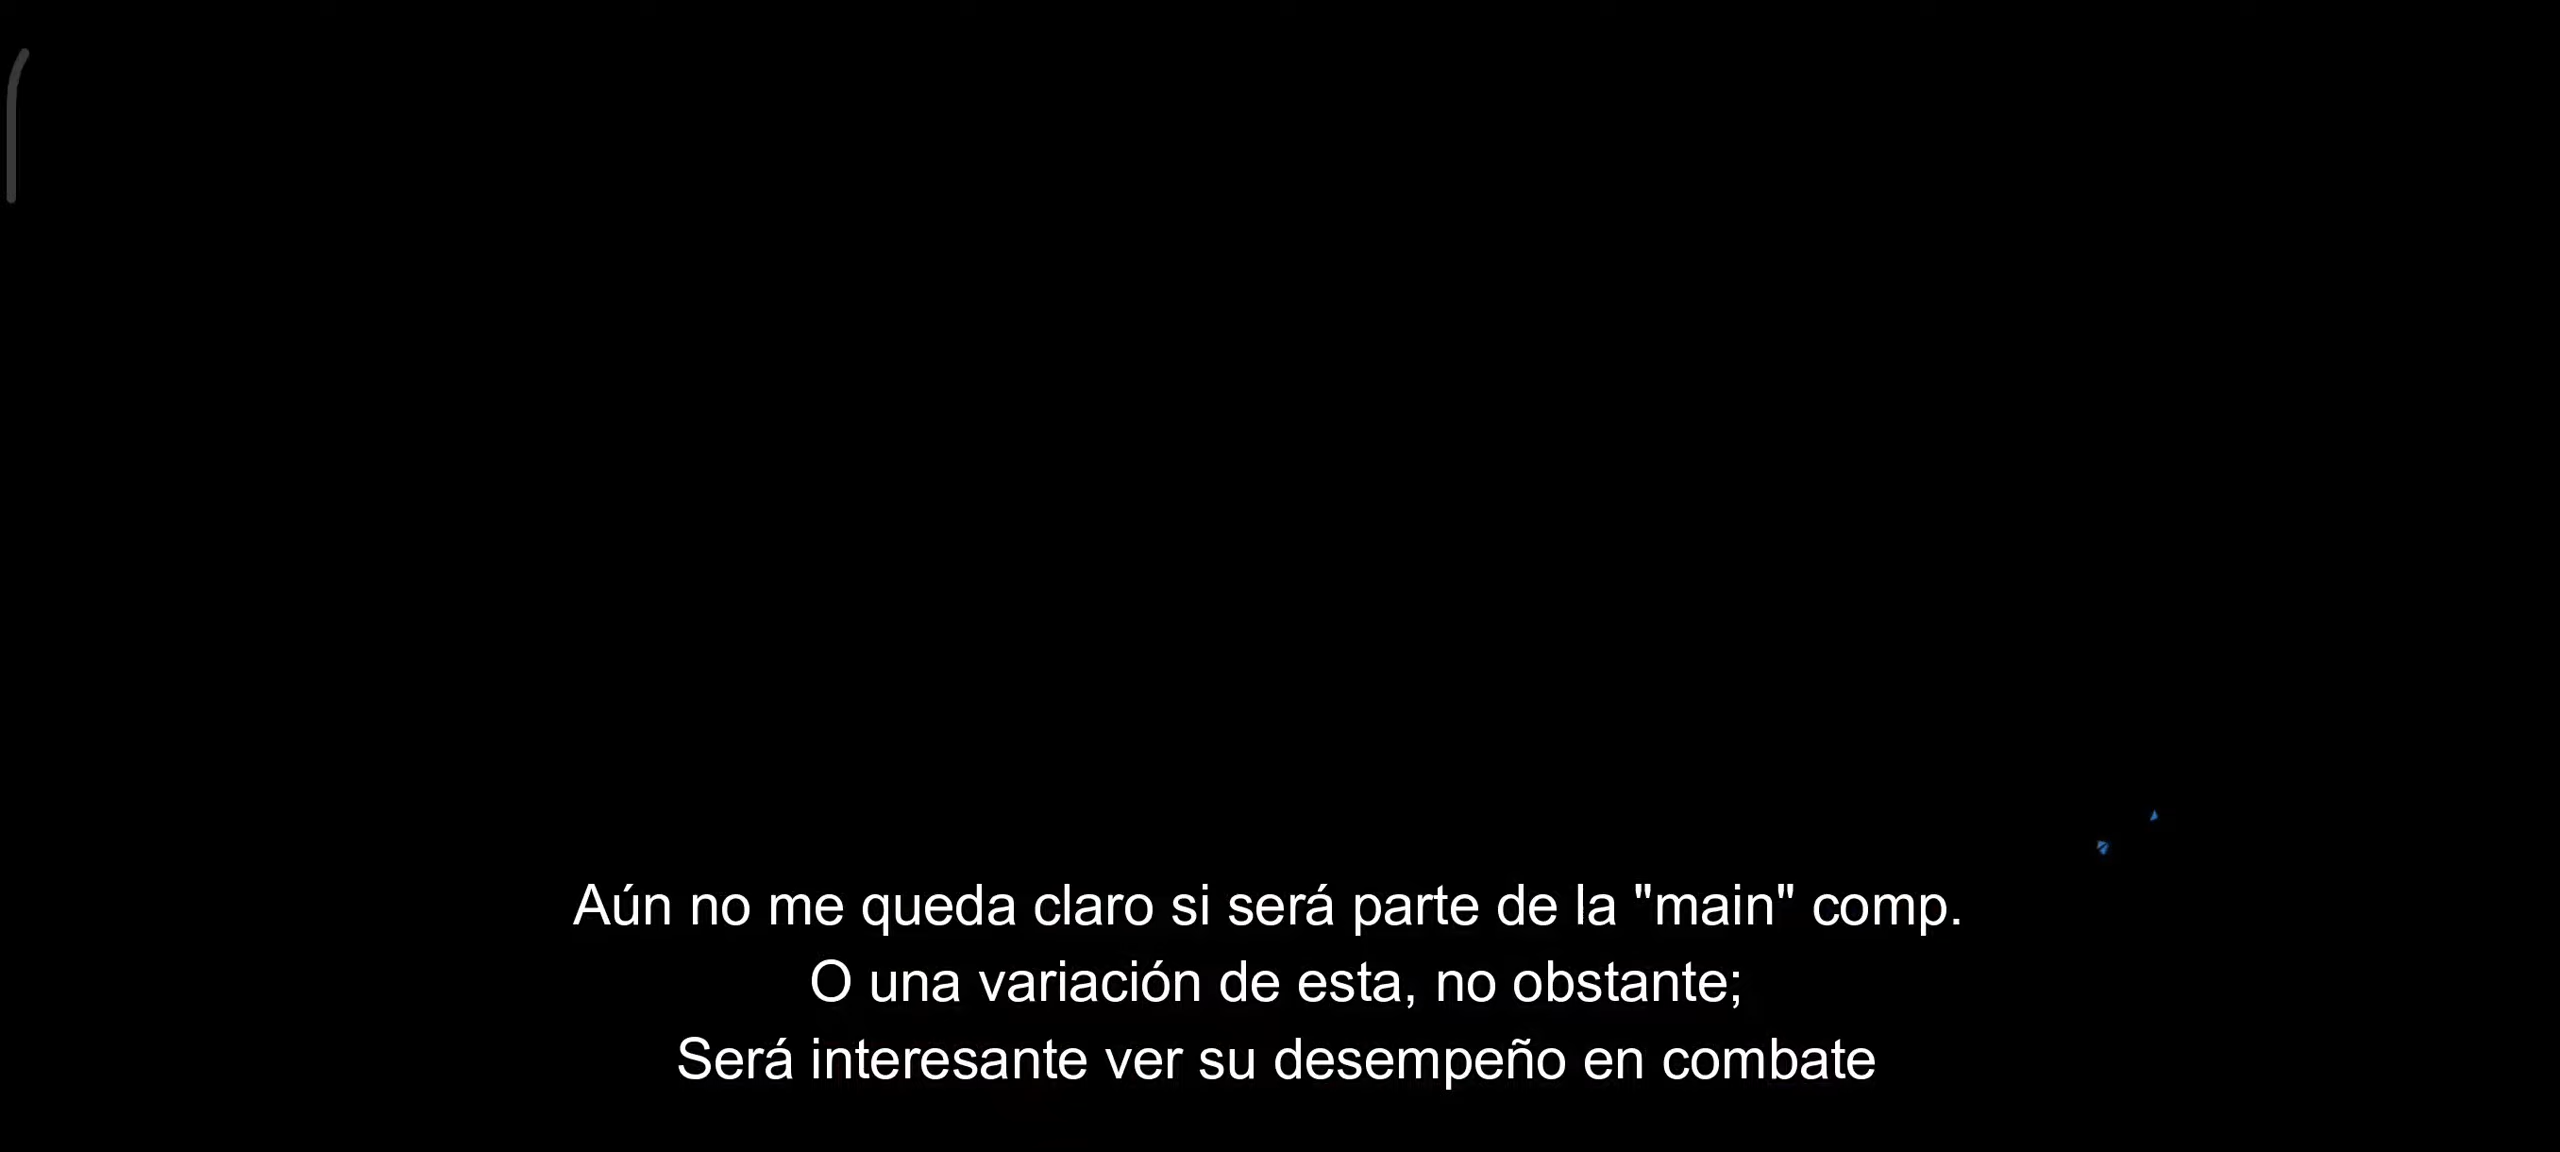 Aún no me queda claro si será parte de la "main" comp.
O una variación de esta, no obstante;
Será interesante ver su desempeño en combate